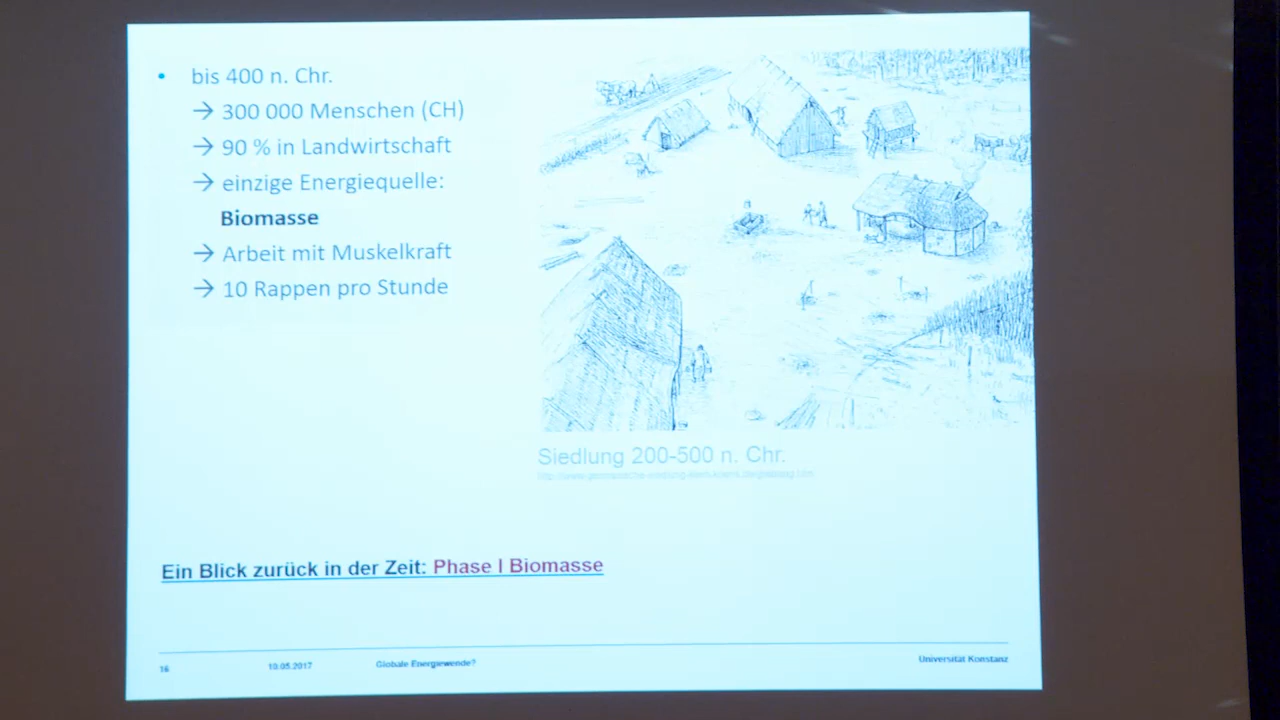 • bis 400 n. Chr.
→ 300 000 Menschen (CH)
→ 90 % in Landwirtschaft
→ einzige Energiequelle:
Biomasse
→ Arbeit mit Muskelkraft
→ 10 Rappen pro Stunde
Siedlung 200-500 n. Chr.
Ein Blick zurück in der Zeit: Phase I Biomasse
16 10.05.2017 Globale Energiewende? Universität Konstanz